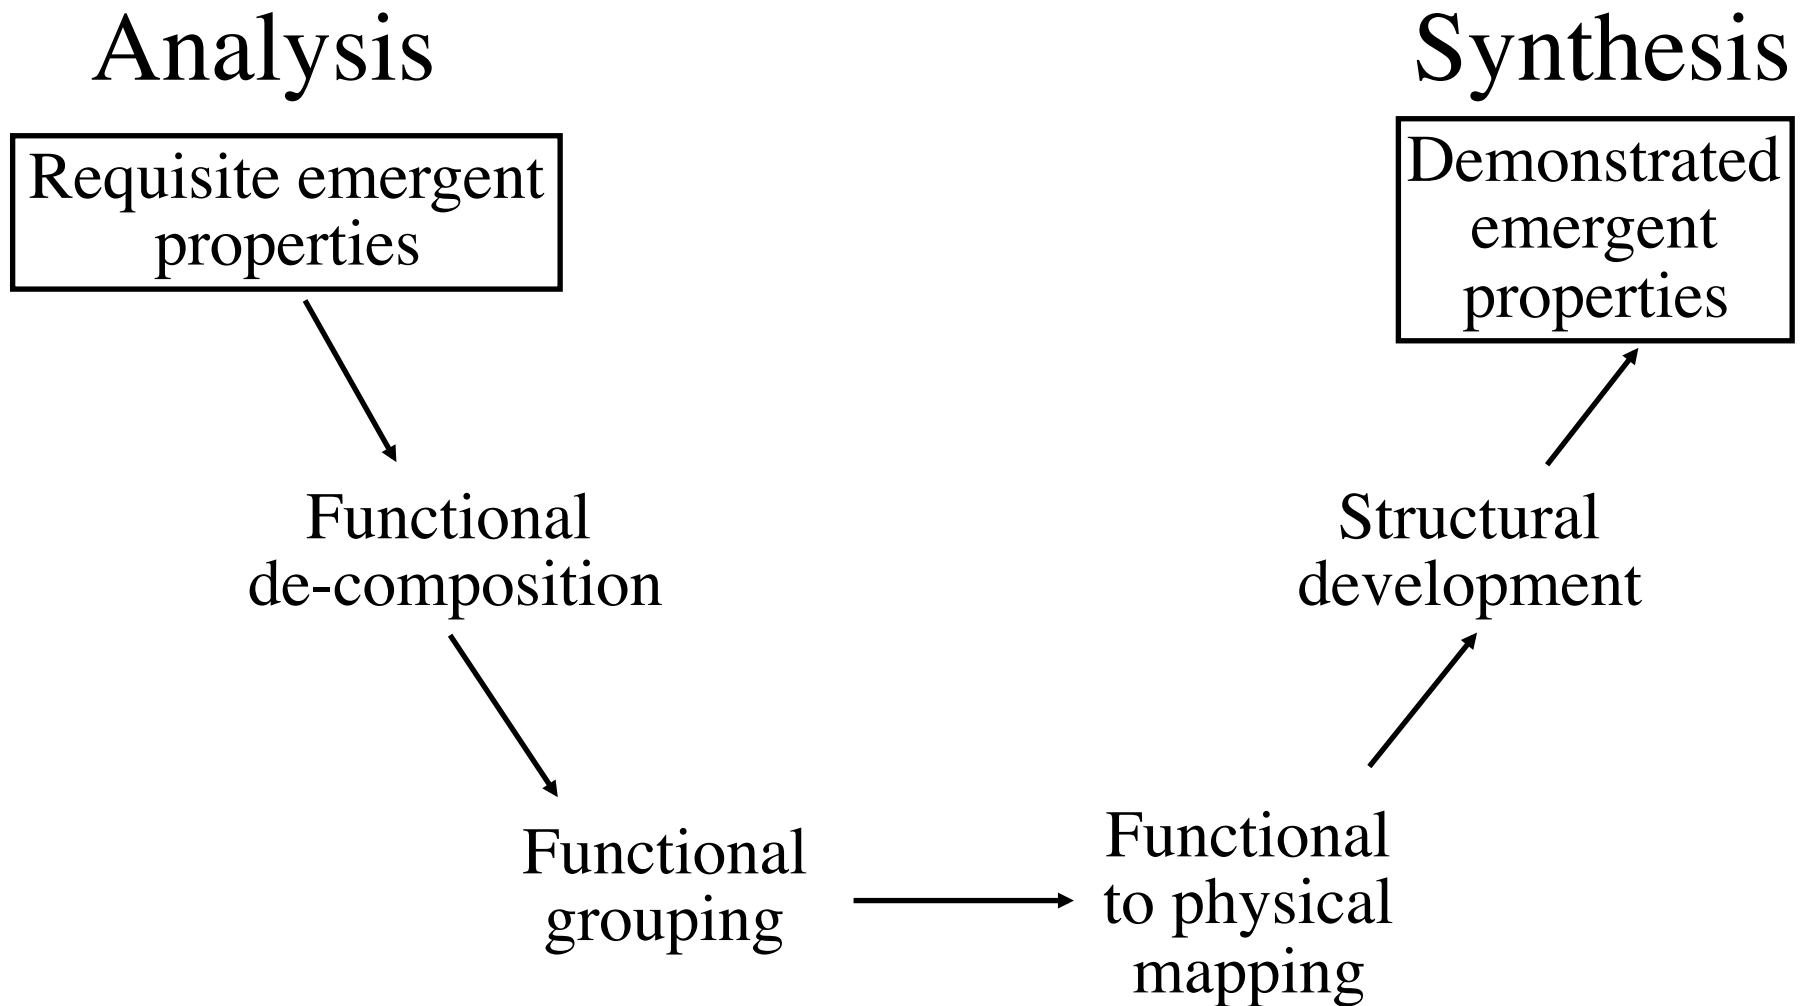 Analysis
Requisite emergent
properties
Functional
de-composition
Functional
grouping
Functional
to physical
mapping
Structural
development
Synthesis
Demonstrated
emergent
properties